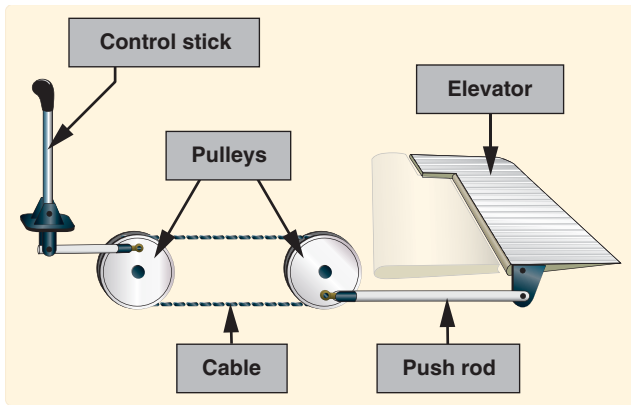 Control stick
Elevator
Pulleys
Cable
Push rod